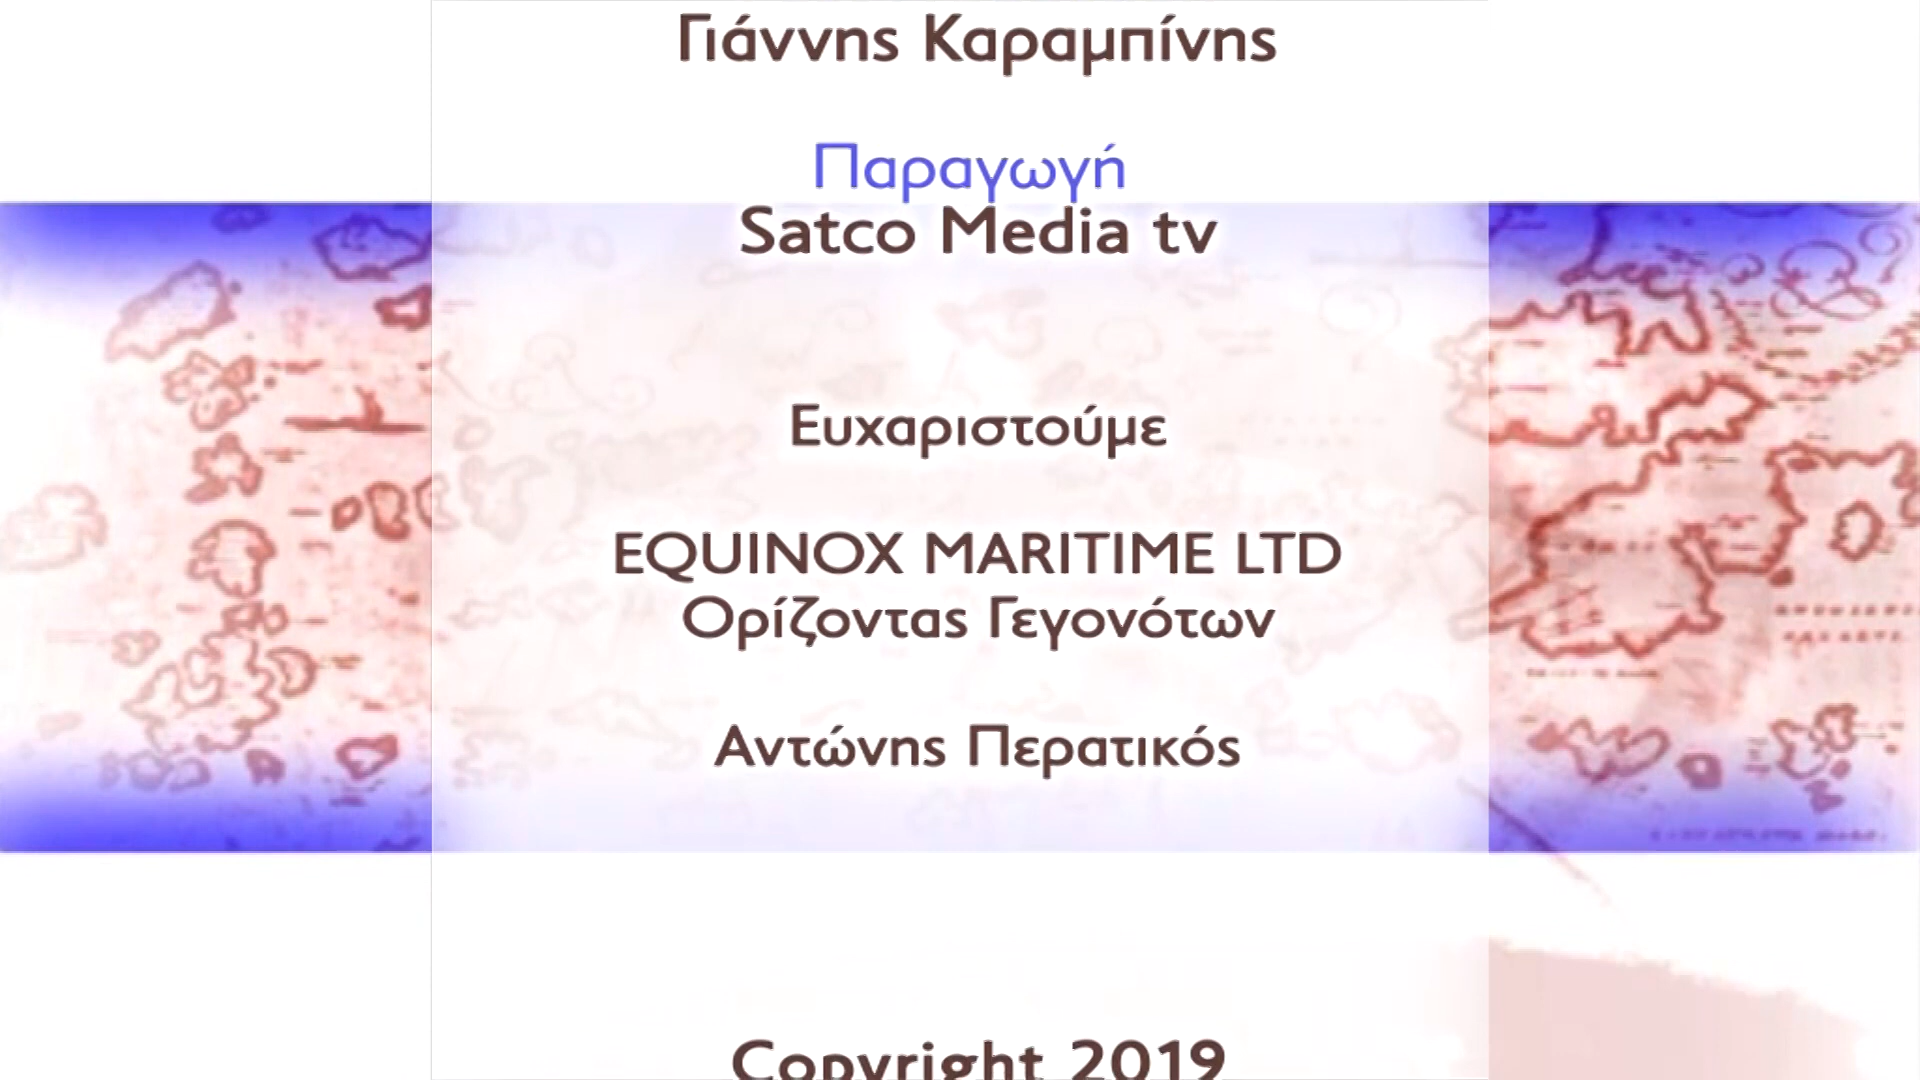 Γιάννης Καραμπίνης
Παραγωγή
Satco Media tv
Ευχαριστούμε
EQUINOX MARITIME LTD
Ορίζοντας Γεγονότων
Αντώνης Περατικός
Copyright 2019